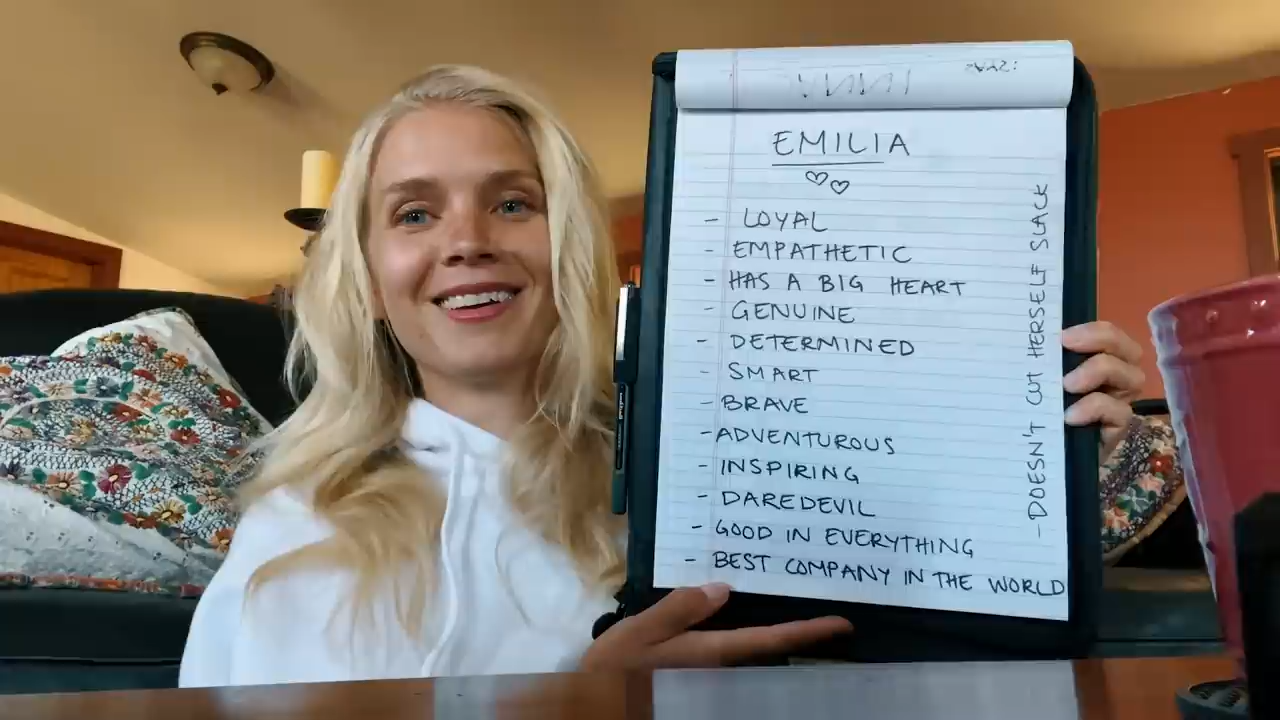 EMILIA
- LOYAL
- EMPATHETIC
- HAS A BIG HEART
- GENUINE
- DETERMINED
- SMART
- BRAVE
- ADVENTUROUS
- INSPIRING
- DAREDEVIL
- GOOD IN EVERYTHING
- BEST COMPANY IN THE WORLD
- DOESN'T CUT HERSELF SLACK